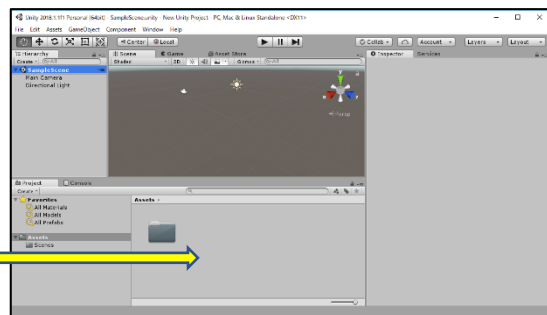 Unity 2018.1.1f1 Personal (64bit) - SampleScene.unity - New Unity Project - PC, Mac & Linux Standalone <DX11>
File Edit Assets GameObject Component Window Help
Center Local Collab Account Layers Layout
Hierarchy Scene Game Asset Store Inspector Services
Create All Shaded 2D Gizmos All
SampleScene
Main Camera
Directional Light
Persp
Project Console
Create
Favorites Assets
All Materials
All Models
All Prefabs
Assets
Scenes